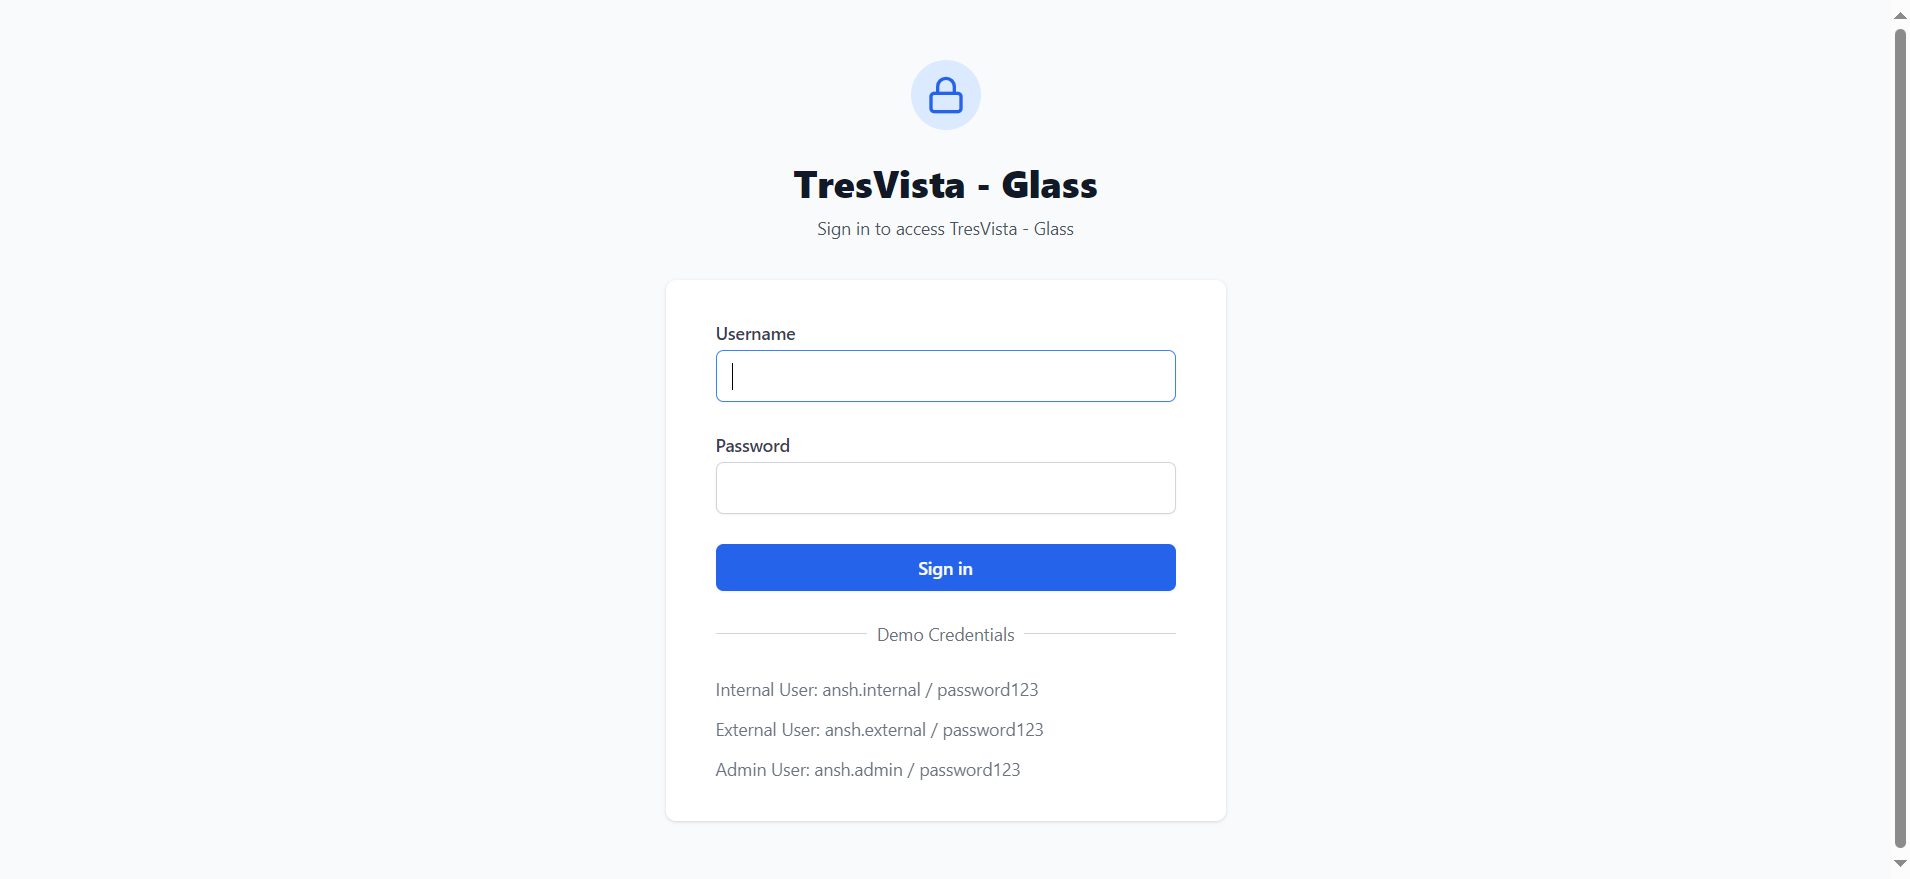 TresVista - Glass
Sign in to access TresVista - Glass
Username
Password
Sign in
Demo Credentials
Internal User: ansh.internal / password123
External User: ansh.external / password123
Admin User: ansh.admin / password123